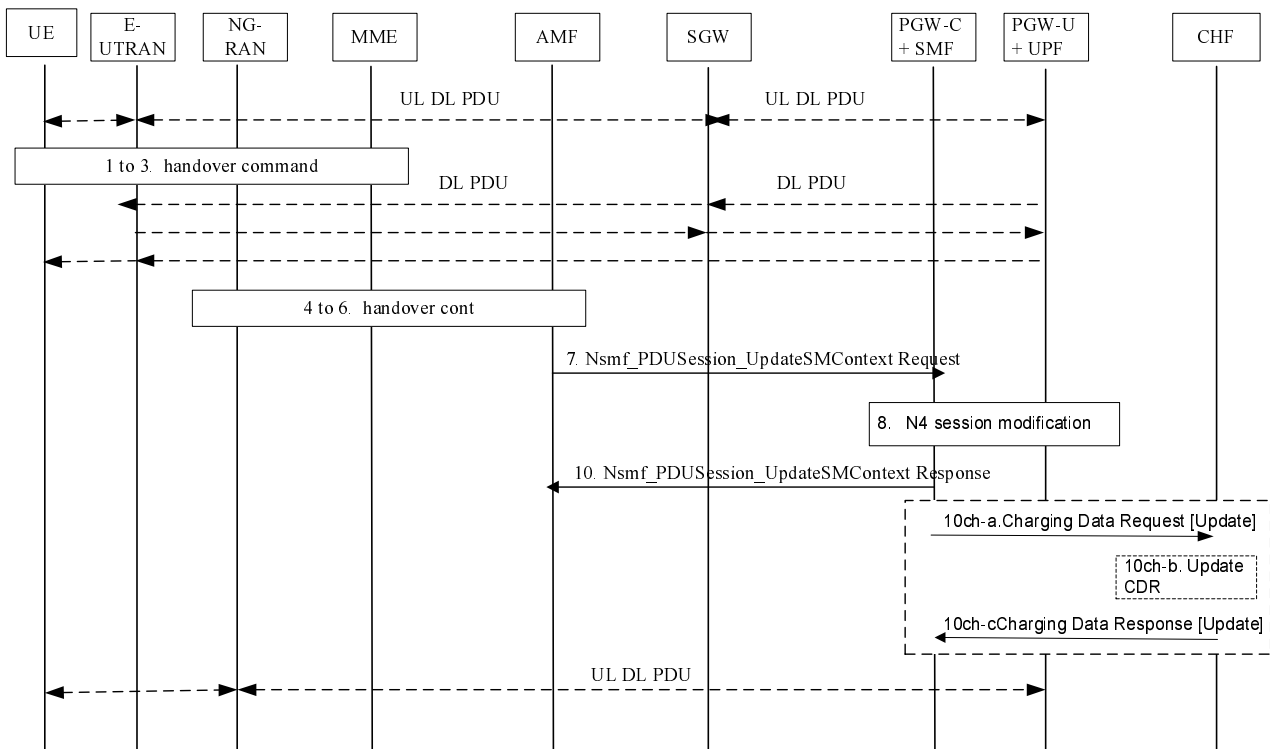 UE
E-
UTRAN
NG-
RAN
MME
AMF
SGW
PGW-C
+ SMF
PGW-U
+ UPF
CHF
UL DL PDU
UL DL PDU
1 to 3. handover command
DL PDU
DL PDU
4 to 6. handover cont
7. Nsmf_PDUSession_UpdateSMContext Request
8. N4 session modification
10. Nsmf_PDUSession_UpdateSMContext Response
10ch-a.Charging Data Request [Update]
10ch-b. Update
CDR
10ch-cCharging Data Response [Update]
UL DL PDU